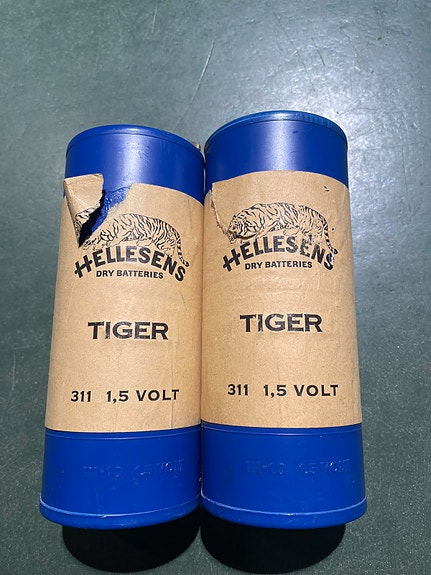 HELLESENS
DRY BATTERIES
TIGER
311 1,5 VOLT
HELLESENS
DRY BATTERIES
TIGER
311 1,5 VOLT